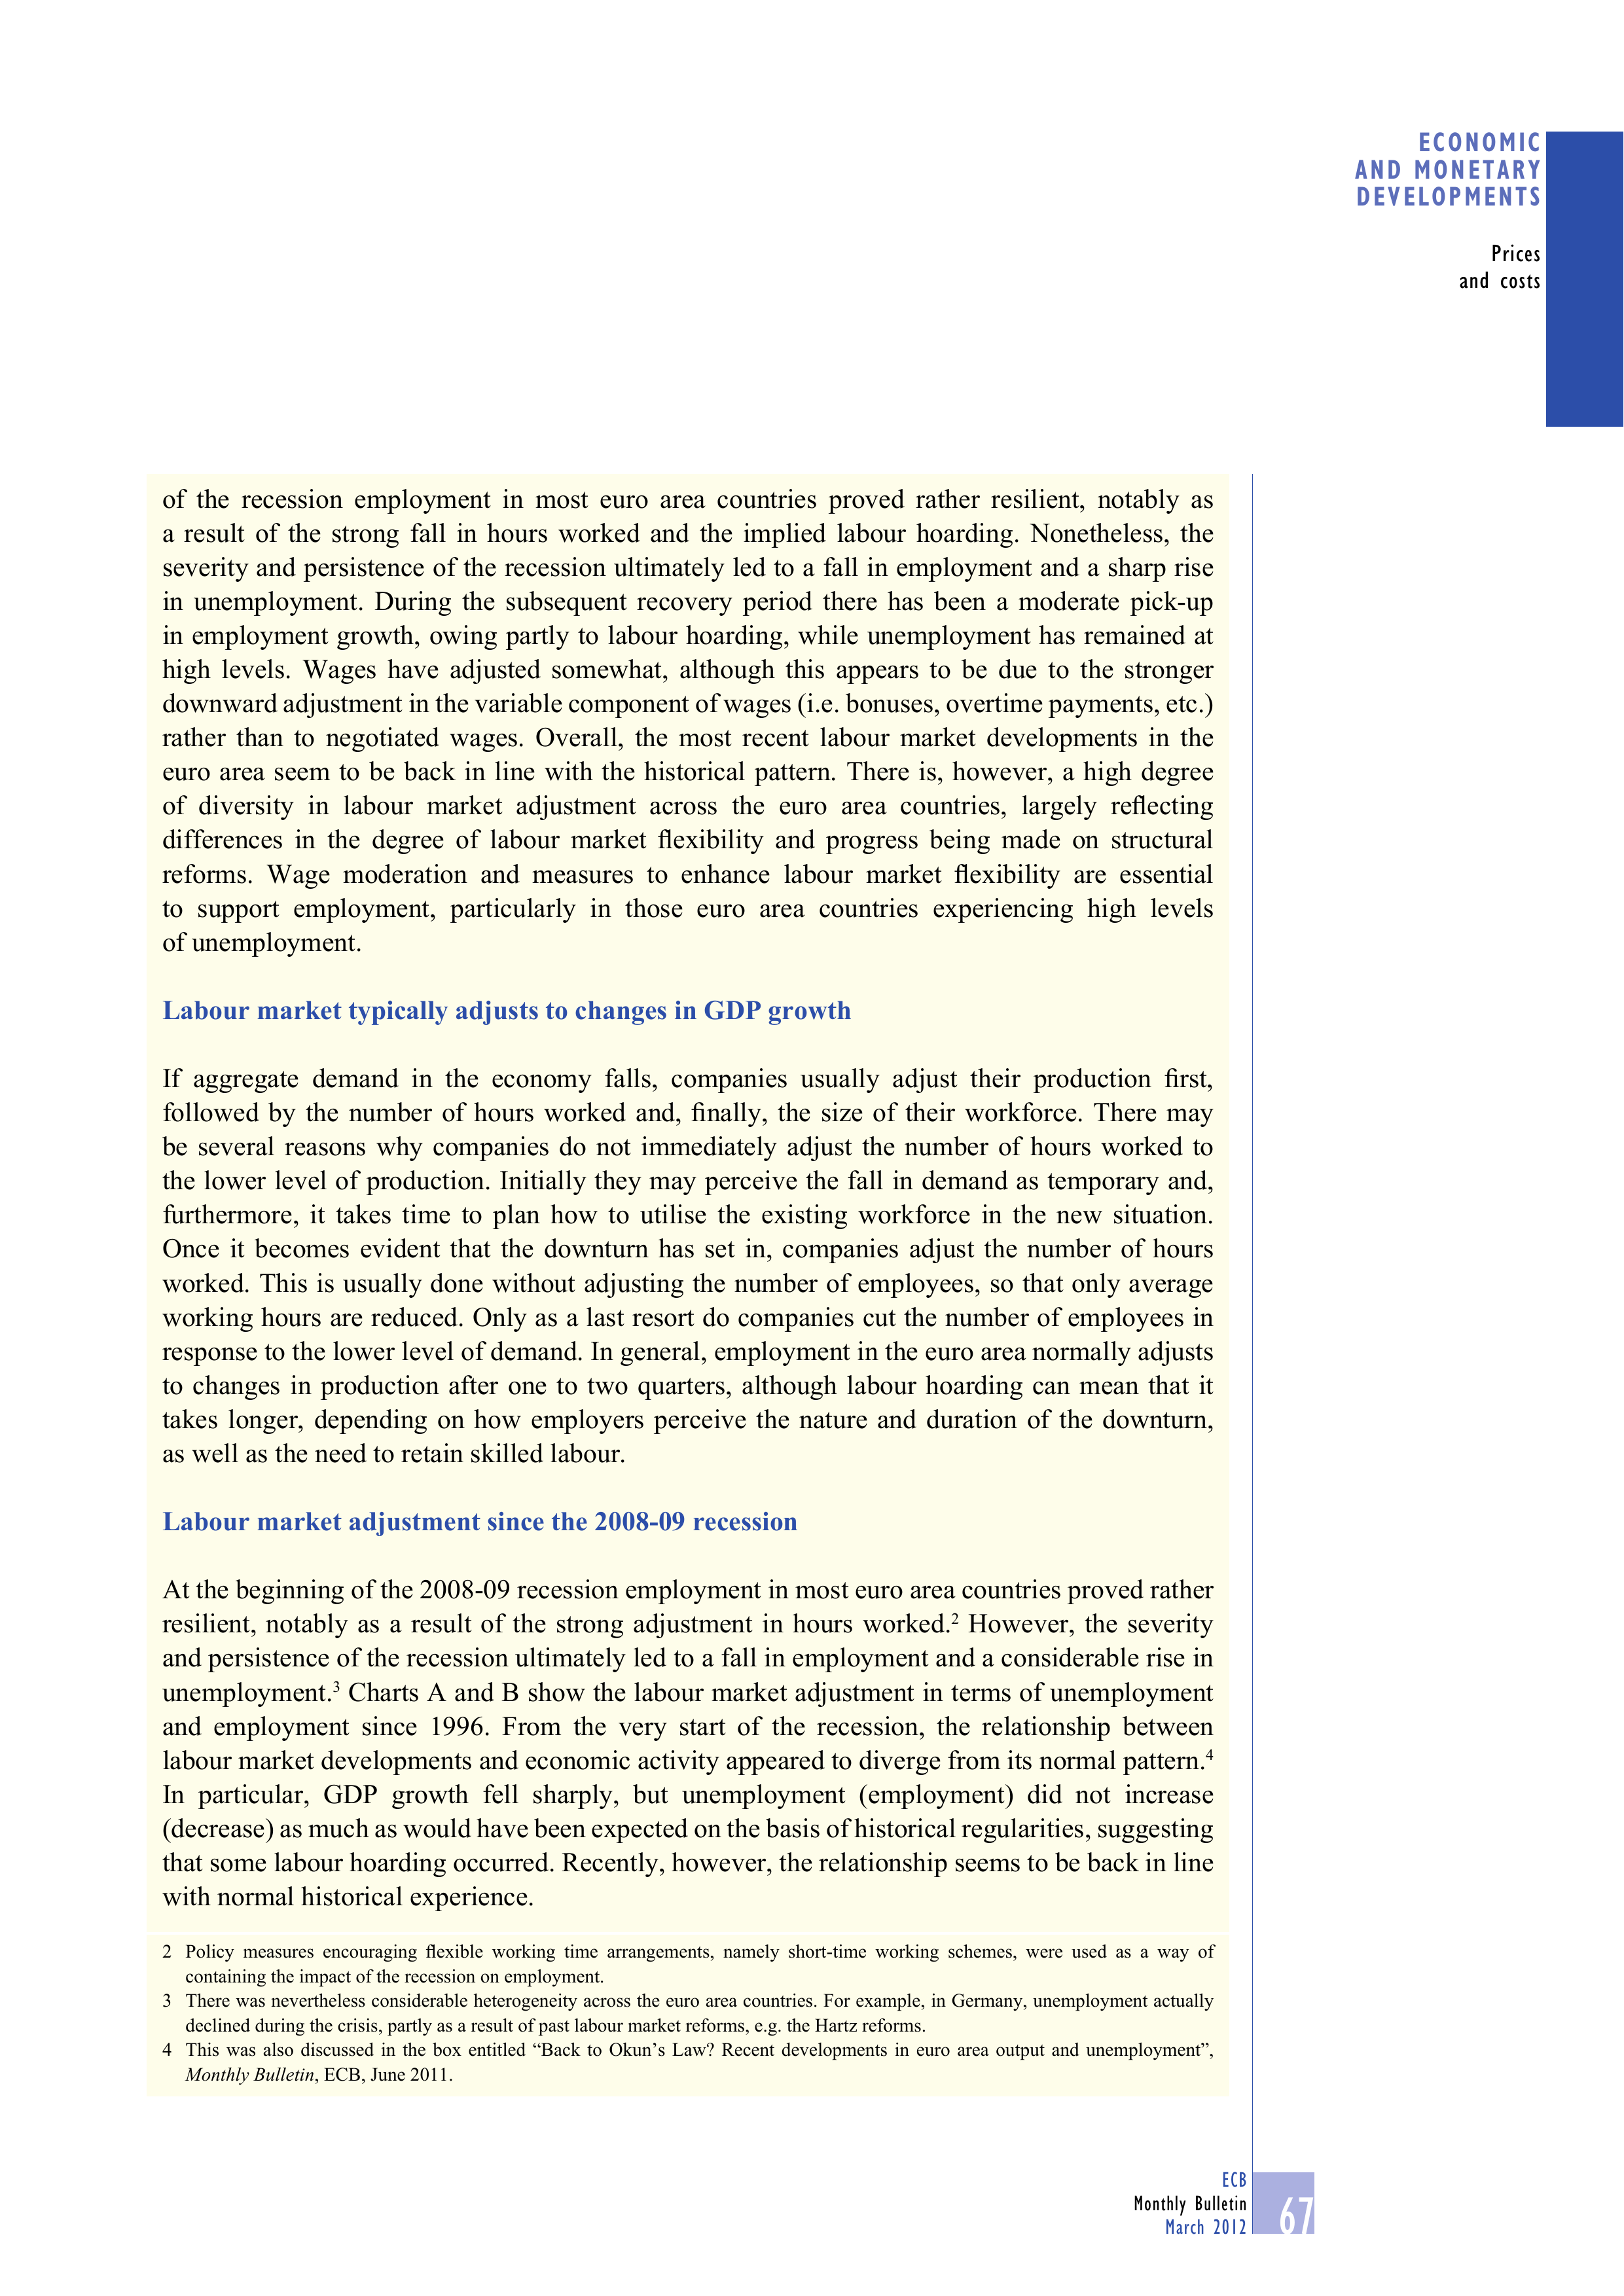 ECONOMIC
AND MONETARY
DEVELOPMENTS
Prices
and costs
of the recession employment in most euro area countries proved rather resilient, notably as
a result of the strong fall in hours worked and the implied labour hoarding. Nonetheless, the
severity and persistence of the recession ultimately led to a fall in employment and a sharp rise
in unemployment. During the subsequent recovery period there has been a moderate pick-up
in employment growth, owing partly to labour hoarding, while unemployment has remained at
high levels. Wages have adjusted somewhat, although this appears to be due to the stronger
downward adjustment in the variable component of wages (i.e. bonuses, overtime payments, etc.)
rather than to negotiated wages. Overall, the most recent labour market developments in the
euro area seem to be back in line with the historical pattern. There is, however, a high degree
of diversity in labour market adjustment across the euro area countries, largely reflecting
differences in the degree of labour market flexibility and progress being made on structural
reforms. Wage moderation and measures to enhance labour market flexibility are essential
to support employment, particularly in those euro area countries experiencing high levels
of unemployment.
Labour market typically adjusts to changes in GDP growth
If aggregate demand in the economy falls, companies usually adjust their production first,
followed by the number of hours worked and, finally, the size of their workforce. There may
be several reasons why companies do not immediately adjust the number of hours worked to
the lower level of production. Initially they may perceive the fall in demand as temporary and,
furthermore, it takes time to plan how to utilise the existing workforce in the new situation.
Once it becomes evident that the downturn has set in, companies adjust the number of hours
worked. This is usually done without adjusting the number of employees, so that only average
working hours are reduced. Only as a last resort do companies cut the number of employees in
response to the lower level of demand. In general, employment in the euro area normally adjusts
to changes in production after one to two quarters, although labour hoarding can mean that it
takes longer, depending on how employers perceive the nature and duration of the downturn,
as well as the need to retain skilled labour.
Labour market adjustment since the 2008-09 recession
At the beginning of the 2008-09 recession employment in most euro area countries proved rather
resilient, notably as a result of the strong adjustment in hours worked.2 However, the severity
and persistence of the recession ultimately led to a fall in employment and a considerable rise in
unemployment.3 Charts A and B show the labour market adjustment in terms of unemployment
and employment since 1996. From the very start of the recession, the relationship between
labour market developments and economic activity appeared to diverge from its normal pattern.4
In particular, GDP growth fell sharply, but unemployment (employment) did not increase
(decrease) as much as would have been expected on the basis of historical regularities, suggesting
that some labour hoarding occurred. Recently, however, the relationship seems to be back in line
with normal historical experience.
2 Policy measures encouraging flexible working time arrangements, namely short-time working schemes, were used as a way of
containing the impact of the recession on employment.
3 There was nevertheless considerable heterogeneity across the euro area countries. For example, in Germany, unemployment actually
declined during the crisis, partly as a result of past labour market reforms, e.g. the Hartz reforms.
4 This was also discussed in the box entitled “Back to Okun’s Law? Recent developments in euro area output and unemployment”,
Monthly Bulletin, ECB, June 2011.
ECB
Monthly Bulletin
March 2012
67